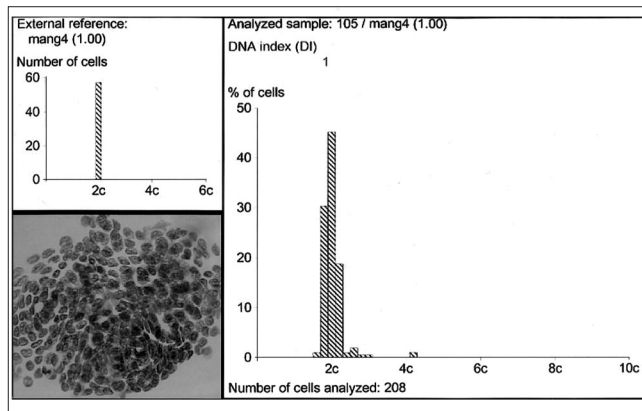 External reference:
mang4 (1.00)
Number of cells
60
40
20
0
2c 4c 6c
Analyzed sample: 105 / mang4 (1.00)
DNA index (DI)
1
% of cells
50
40
30
20
10
0
2c 4c 6c 8c 10c
Number of cells analyzed: 208